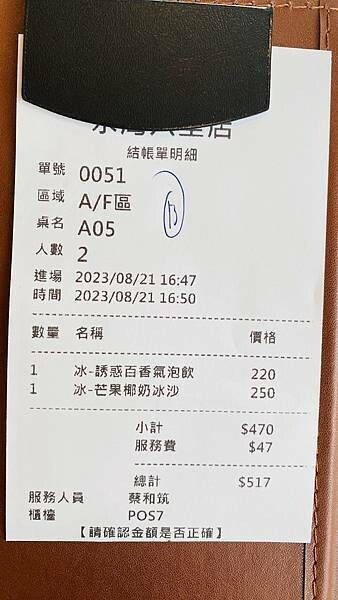 結帳單明細
單號 0051
區域 A/F區
桌名 A05
人數 2
進場 2023/08/21 16:47
時間 2023/08/21 16:50
數量 名稱 價格
1 冰-誘惑百香氣泡飲 220
1 冰-芒果椰奶冰沙 250
小計 $470
服務費 $47
總計 $517
服務人員 蔡和筑
櫃檯 POS7
【請確認金額是否正確】